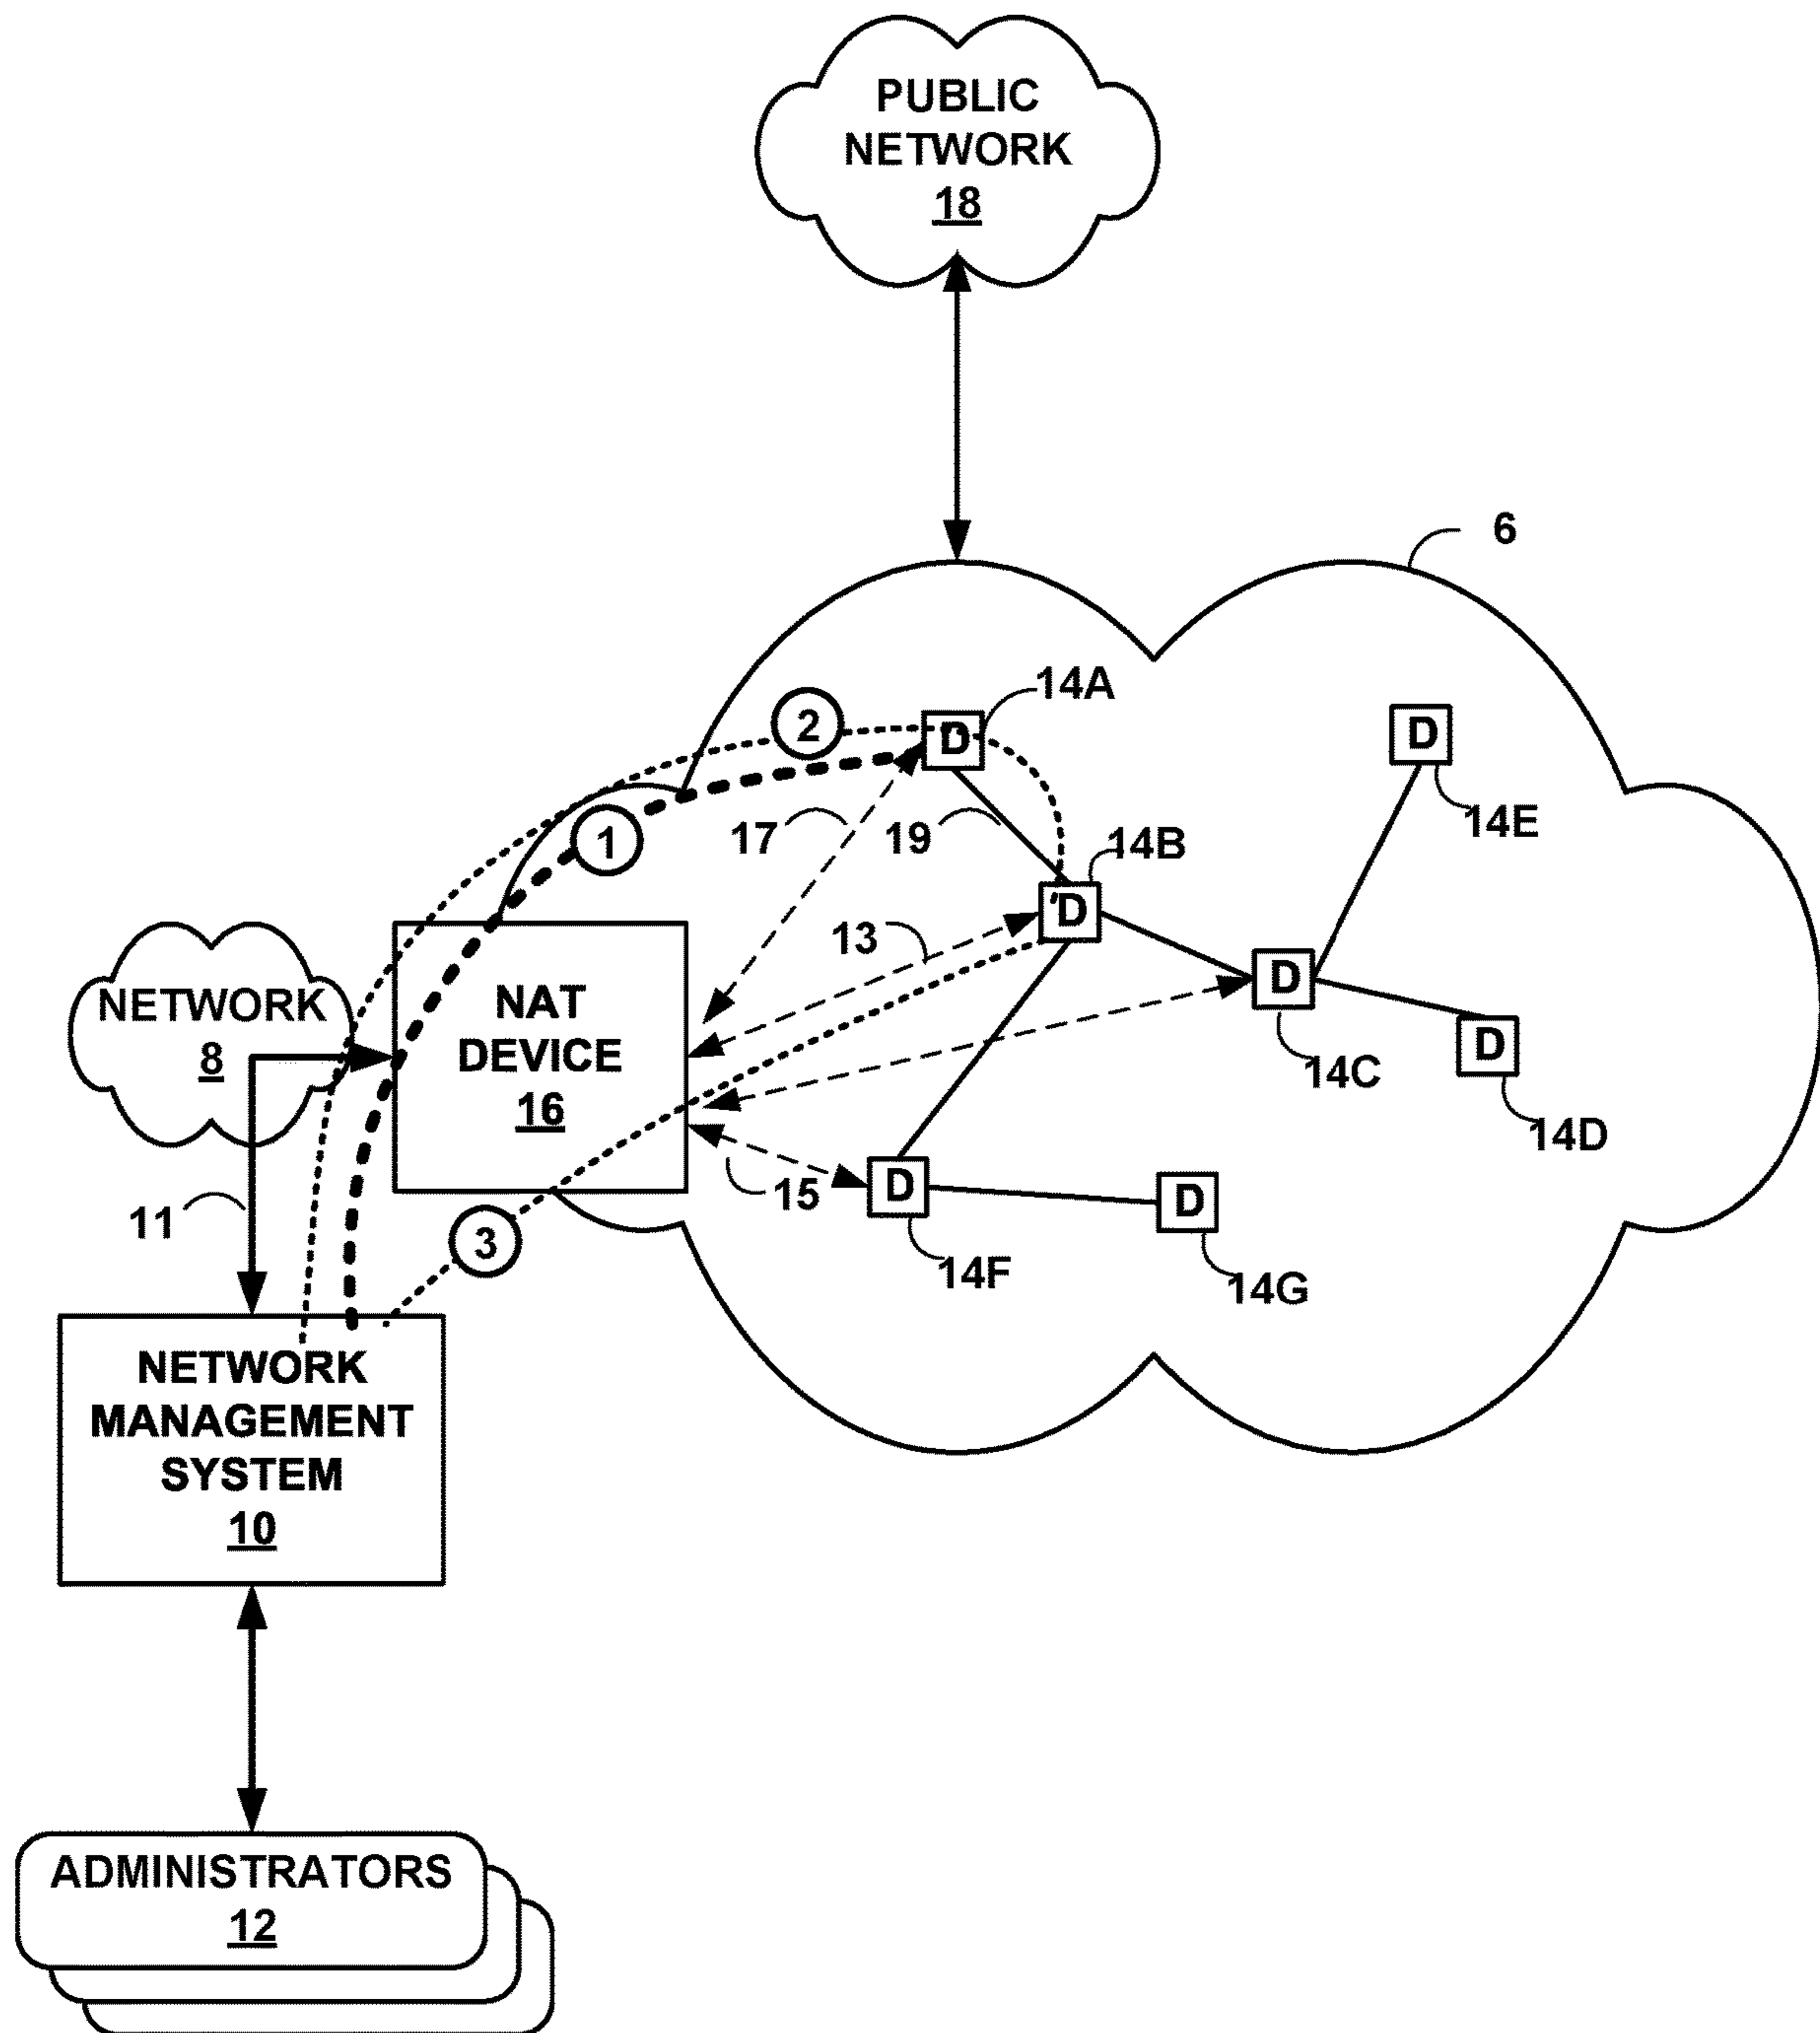 PUBLIC
NETWORK
18
6
14A
2
D
D
14E
1
17
19
14B
D
13
NETWORK
8
NAT
DEVICE
16
D
14C
D
14D
11
3
15
D
14F
D
14G
NETWORK
MANAGEMENT
SYSTEM
10
ADMINISTRATORS
12